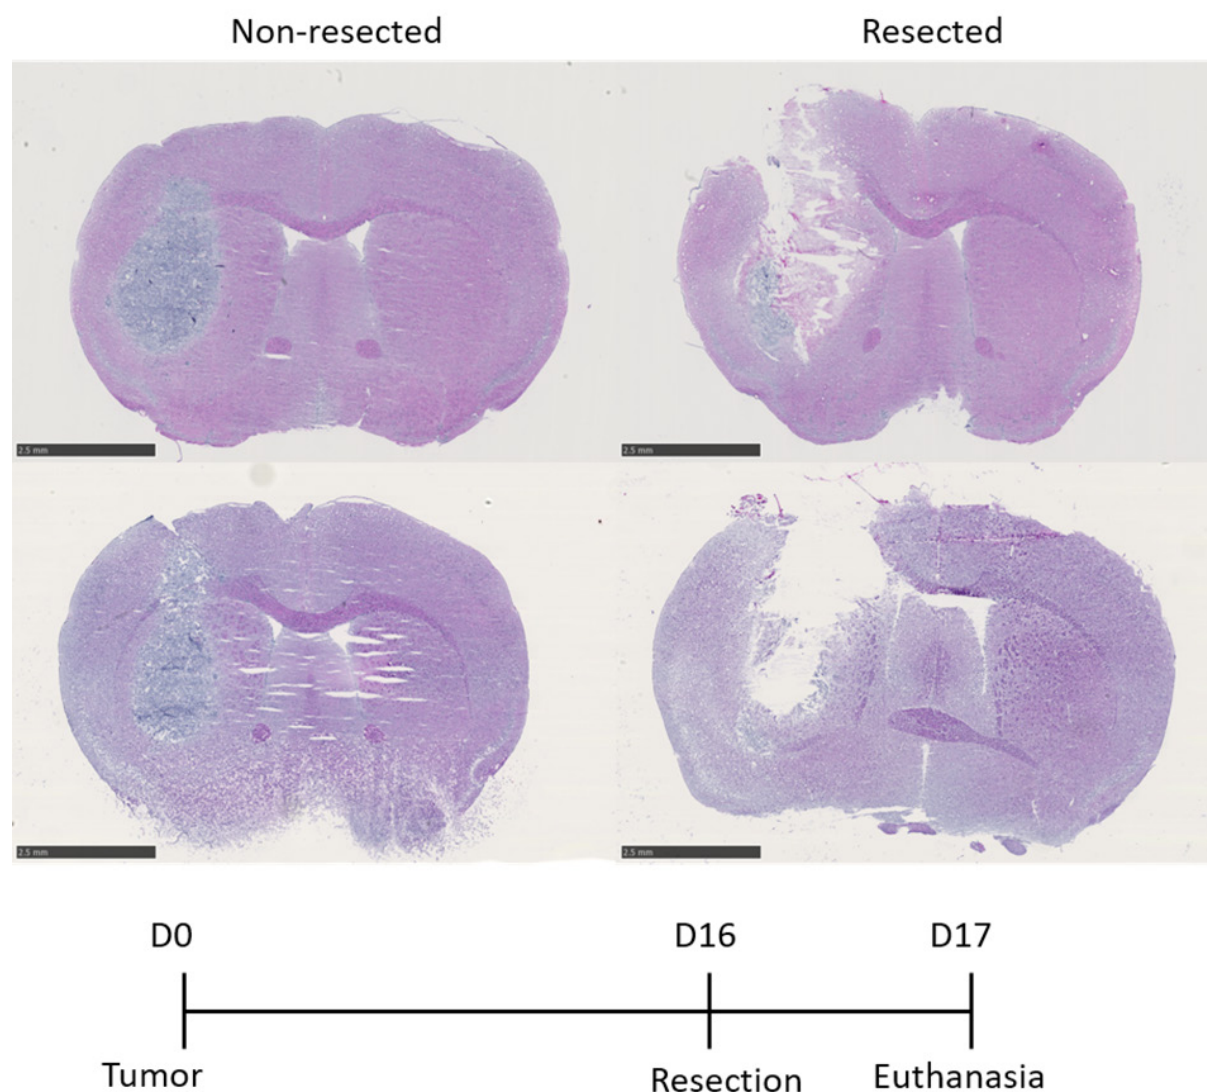 Non-resected
Resected
2.5 mm
2.5 mm
2.5 mm
2.5 mm
D0
D16
D17
Tumor
Resection
Euthanasia